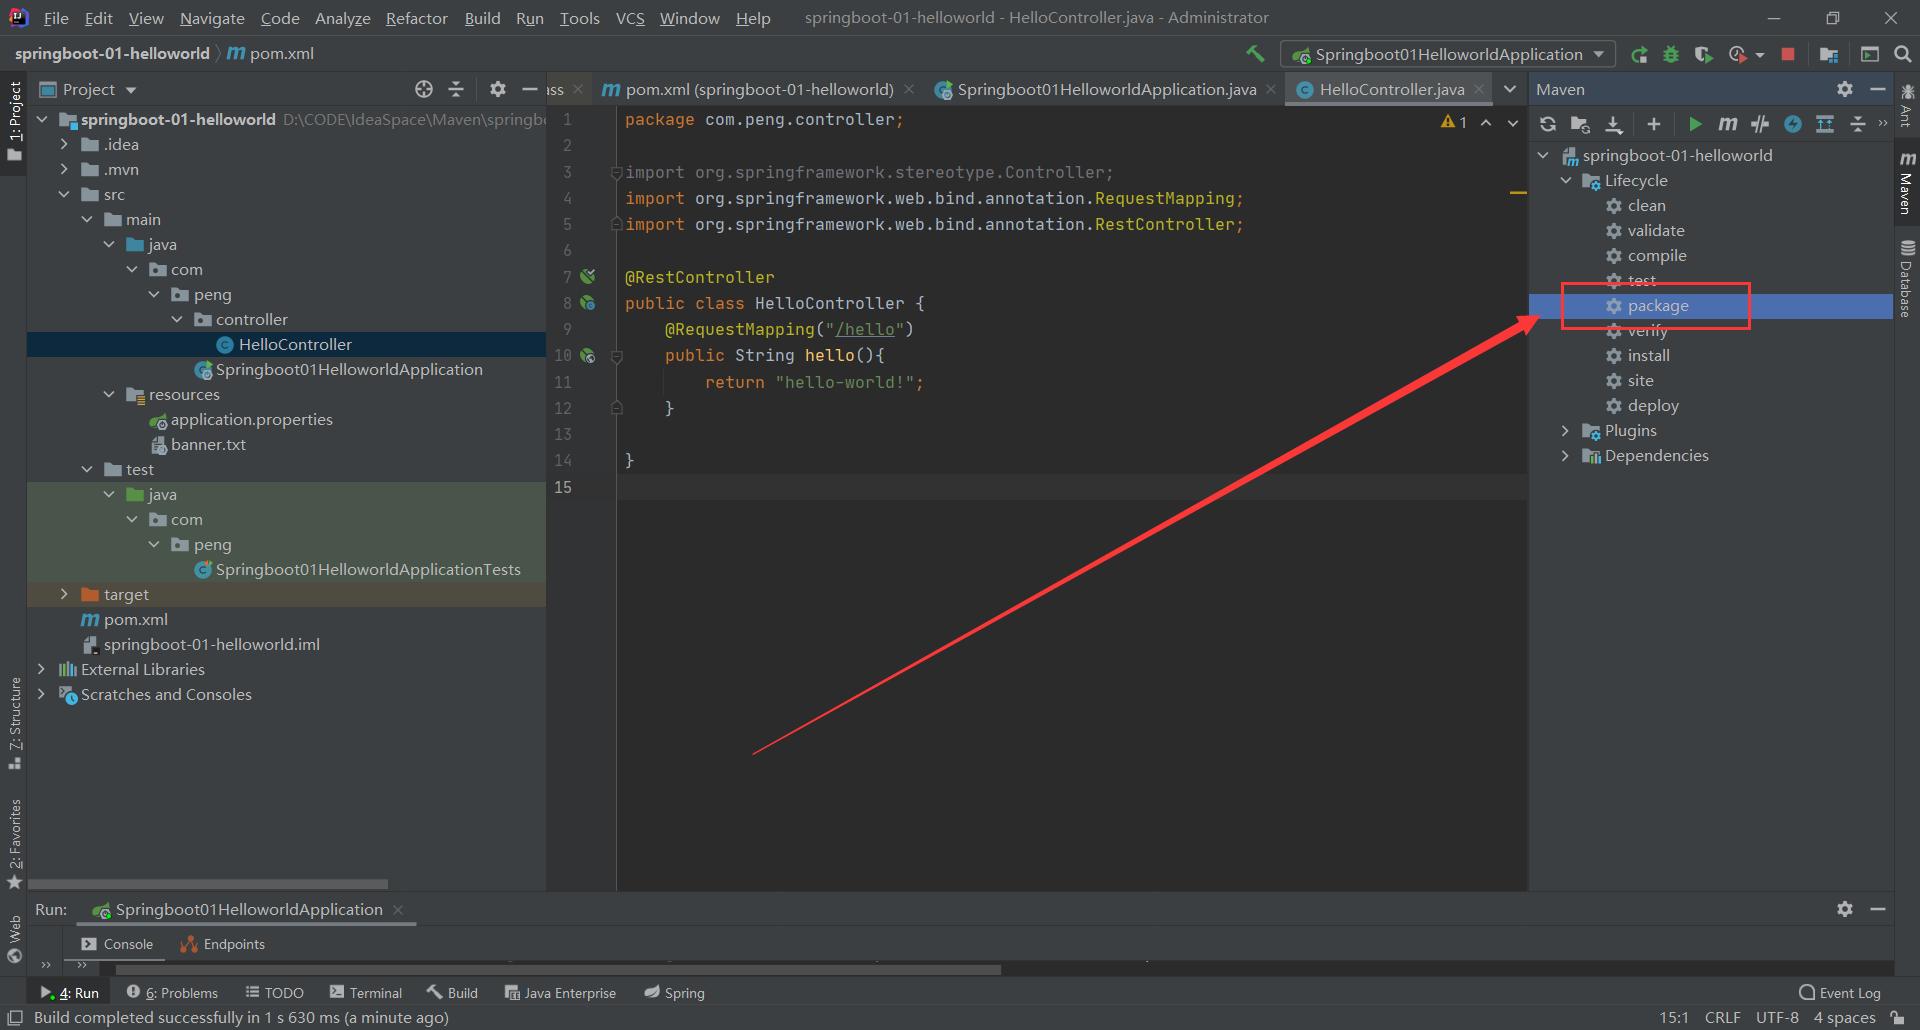 File Edit View Navigate Code Analyze Refactor Build Run Tools VCS Window Help springboot-01-helloworld - HelloController.java - Administrator
springboot-01-helloworld pom.xml
Springboot01HelloworldApplication
1: Project
7: Structure
2: Favorites
Web
Project
springboot-01-helloworld D:\CODE\IdeaSpace\Maven\springb
.idea
.mvn
src
main
java
com
peng
controller
HelloController
Springboot01HelloworldApplication
resources
application.properties
banner.txt
test
java
com
peng
Springboot01HelloworldApplicationTests
target
pom.xml
springboot-01-helloworld.iml
External Libraries
Scratches and Consoles
ass pom.xml (springboot-01-helloworld) Springboot01HelloworldApplication.java HelloController.java
1 package com.peng.controller; 1
2
3 import org.springframework.stereotype.Controller;
4 import org.springframework.web.bind.annotation.RequestMapping;
5 import org.springframework.web.bind.annotation.RestController;
6
7 @RestController
8 public class HelloController {
9 @RequestMapping("/hello")
10 public String hello(){
11 return "hello-world!";
12 }
13
14 }
15
Maven
springboot-01-helloworld
Lifecycle
clean
validate
compile
test
package
verify
install
site
deploy
Plugins
Dependencies
Ant
Maven
Database
Run: Springboot01HelloworldApplication
Console Endpoints
4: Run 6: Problems TODO Terminal Build Java Enterprise Spring Event Log
Build completed successfully in 1 s 630 ms (a minute ago) 15:1 CRLF UTF-8 4 spaces